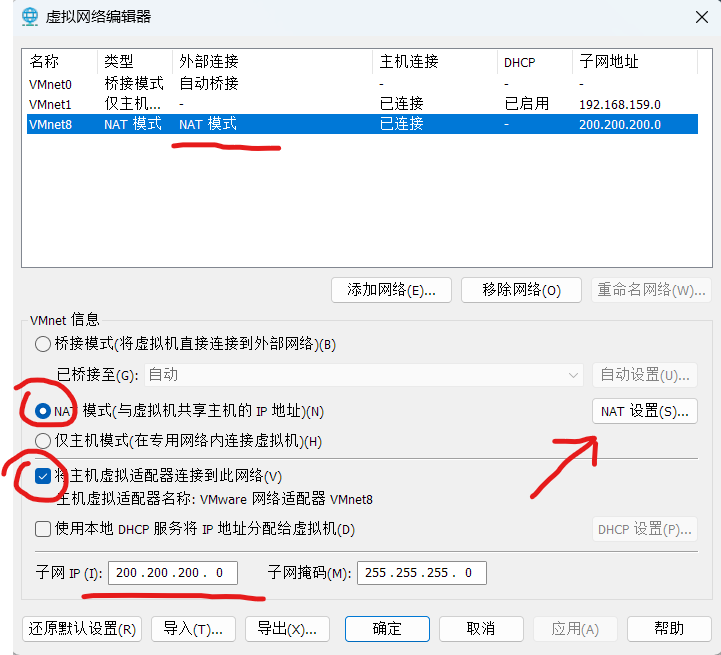 虚拟网络编辑器
名称 类型 外部连接 主机连接 DHCP 子网地址
VMnet0 桥接模式 自动桥接 - - -
VMnet1 仅主机... - 已连接 已启用 192.168.159.0
VMnet8 NAT 模式 NAT 模式 已连接 - 200.200.200.0
添加网络(E)... 移除网络(O) 重命名网络(W)...
VMnet 信息
桥接模式(将虚拟机直接连接到外部网络)(B)
已桥接至(G): 自动 自动设置(U)...
NAT 模式(与虚拟机共享主机的 IP 地址)(N) NAT 设置(S)...
仅主机模式(在专用网络内连接虚拟机)(H)
将主机虚拟适配器连接到此网络(V)
主机虚拟适配器名称: VMware 网络适配器 VMnet8
使用本地 DHCP 服务将 IP 地址分配给虚拟机(D) DHCP 设置(P)...
子网 IP (I): 200 . 200 . 200 . 0 子网掩码(M): 255 . 255 . 255 . 0
还原默认设置(R) 导入(T)... 导出(X)... 确定 取消 应用(A) 帮助